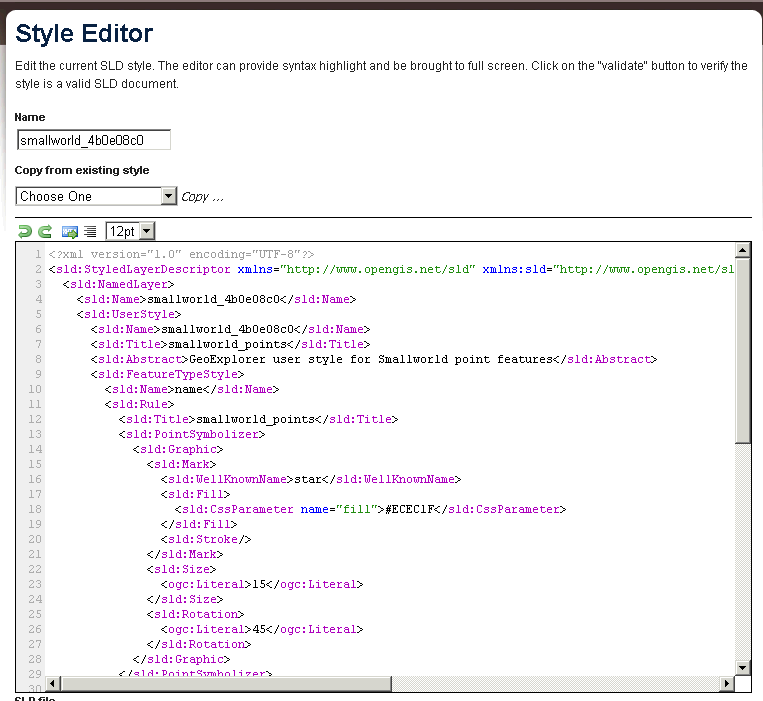 Style Editor
Edit the current SLD style. The editor can provide syntax highlight and be brought to full screen. Click on the "validate" button to verify the
style is a valid SLD document.
Name
smallworld_4b0e08c0
Copy from existing style
Choose One Copy ...
12pt
1 <?xml version="1.0" encoding="UTF-8"?>
2 <sld:StyledLayerDescriptor xmlns="http://www.opengis.net/sld" xmlns:sld="http://www.opengis.net/sl
3 <sld:NamedLayer>
4 <sld:Name>smallworld_4b0e08c0</sld:Name>
5 <sld:UserStyle>
6 <sld:Name>smallworld_4b0e08c0</sld:Name>
7 <sld:Title>smallworld_points</sld:Title>
8 <sld:Abstract>GeoExplorer user style for Smallworld point features</sld:Abstract>
9 <sld:FeatureTypeStyle>
10 <sld:Name>name</sld:Name>
11 <sld:Rule>
12 <sld:Title>smallworld_points</sld:Title>
13 <sld:PointSymbolizer>
14 <sld:Graphic>
15 <sld:Mark>
16 <sld:WellKnownName>star</sld:WellKnownName>
17 <sld:Fill>
18 <sld:CssParameter name="fill">#ECEC1F</sld:CssParameter>
19 </sld:Fill>
20 <sld:Stroke/>
21 </sld:Mark>
22 <sld:Size>
23 <ogc:Literal>15</ogc:Literal>
24 </sld:Size>
25 <sld:Rotation>
26 <ogc:Literal>45</ogc:Literal>
27 </sld:Rotation>
28 </sld:Graphic>
29 </sld:PointSymbolizer>
30
SLD file